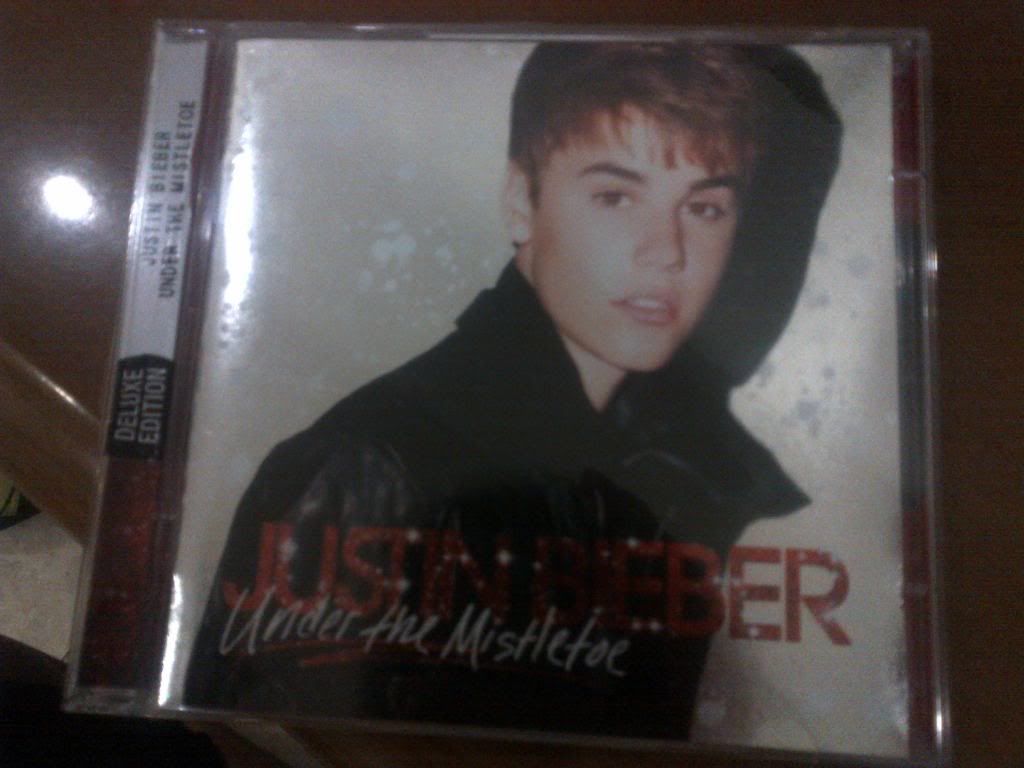 JUSTIN BIEBER
UNDER THE MISTLETOE
DELUXE
EDITION
JUSTIN BIEBER
Under the Mistletoe